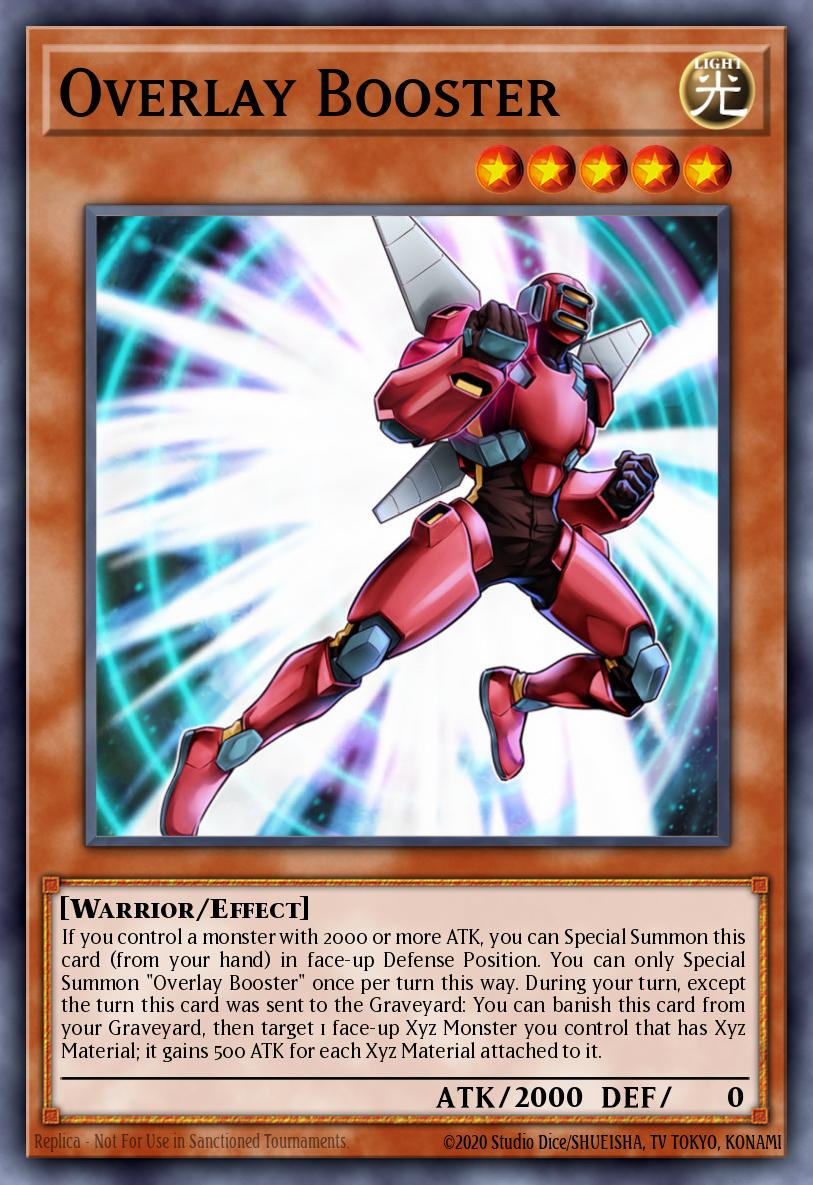 Overlay Booster
LIGHT
光
[Warrior/Effect]
If you control a monster with 2000 or more ATK, you can Special Summon this
card (from your hand) in face-up Defense Position. You can only Special
Summon "Overlay Booster" once per turn this way. During your turn, except
the turn this card was sent to the Graveyard: You can banish this card from
your Graveyard, then target 1 face-up Xyz Monster you control that has Xyz
Material; it gains 500 ATK for each Xyz Material attached to it.
ATK/2000 DEF/ 0
Replica - Not For Use in Sanctioned Tournaments. ©2020 Studio Dice/SHUEISHA, TV TOKYO, KONAMI